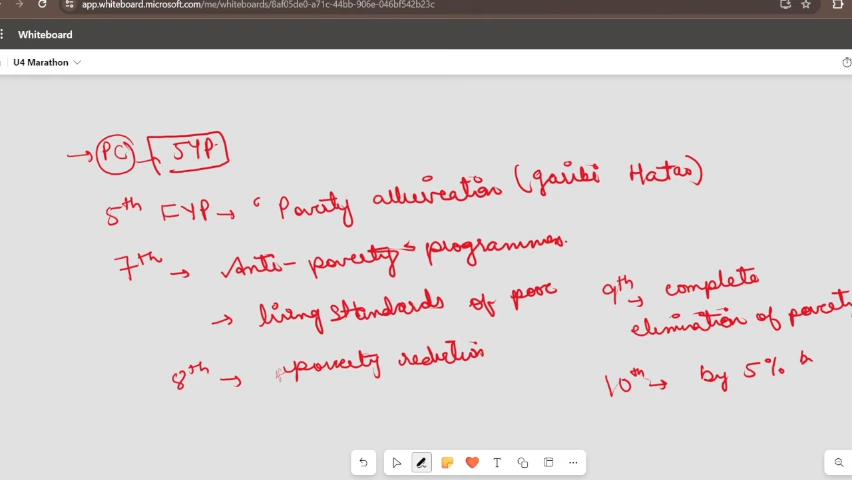 app.whiteboard.microsoft.com/me/whiteboards/8af05de0-a71c-44bb-906e-046bf542b23c
Whiteboard
U4 Marathon
→ PC 5YP
5th FYP → " Poverty alleivation (garibi Hatao)
7th → Anti-poverty programmes.
→ living standards of poor
8th → poverty reduction
9th → complete
elimination of poverty
10th → by 5%
T